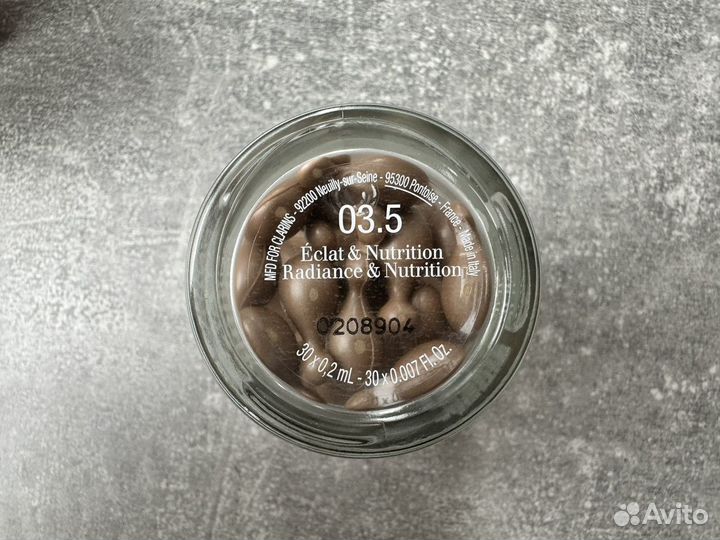 MFD FOR CLARINS - 92200 Neuilly-sur-Seine - 95300 Pontoise - France - Made in Italy
03.5
Éclat & Nutrition
Radiance & Nutrition
0208904
30 x 0,2 mL - 30 x 0.007 Fl. Oz.
Avito